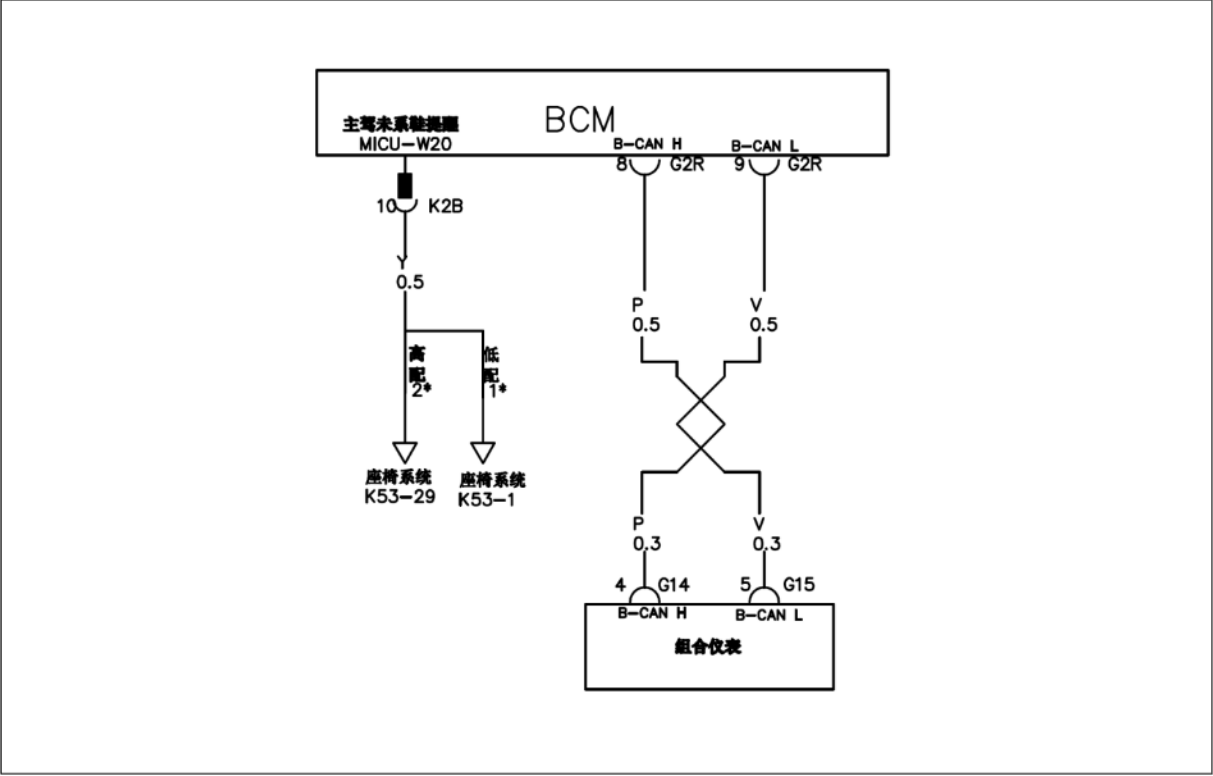 BCM
主驾未系鞋提醒
MICU-W20
B-CAN H
B-CAN L
8
G2R
9
G2R
10
K2B
Y
0.5
P
0.5
V
0.5
高
配
2*
低
配
1*
座椅系统
K53-29
座椅系统
K53-1
P
0.3
V
0.3
4
G14
5
G15
B-CAN H
B-CAN L
组合仪表